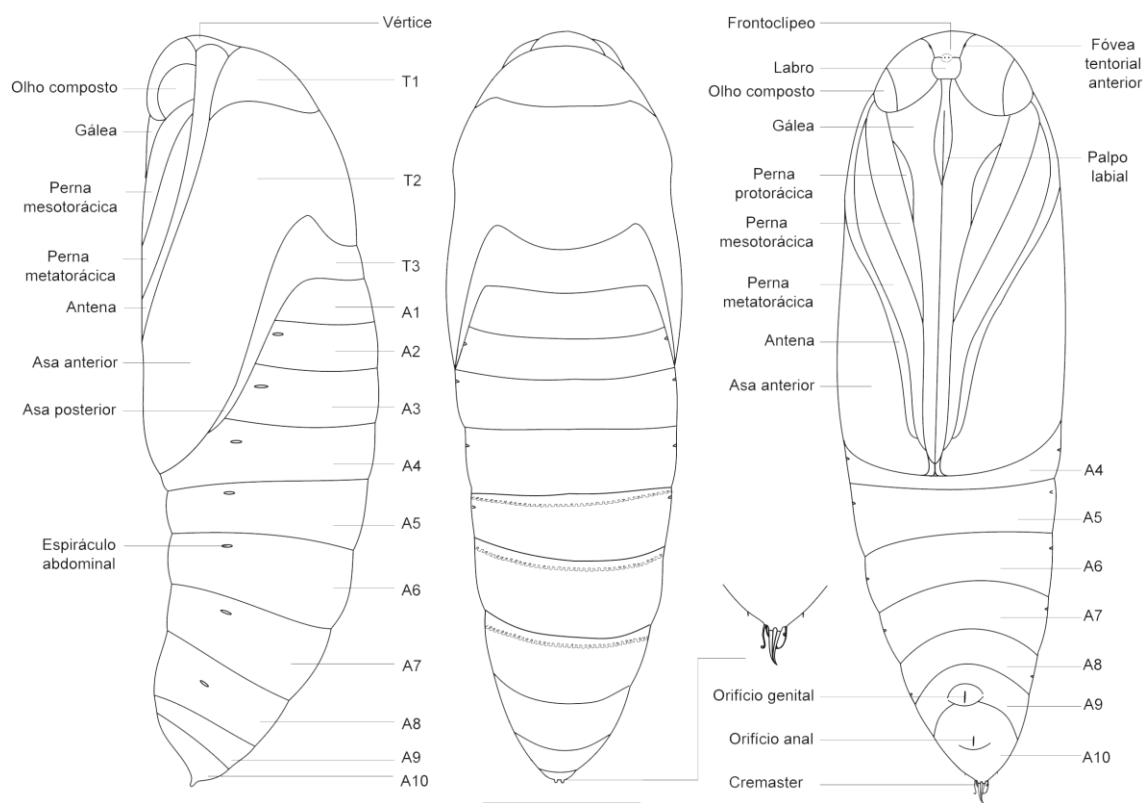 Vértice
Olho composto
T1
Gálea
Perna
mesotorácica
T2
Perna
metatorácica
T3
Antena
A1
A2
Asa anterior
A3
Asa posterior
A4
A5
Espiráculo
abdominal
A6
A7
A8
A9
A10
Frontoclípeo
Fóvea
tentorial
anterior
Labro
Olho composto
Gálea
Palpo
labial
Perna
protorácica
Perna
mesotorácica
Perna
metatorácica
Antena
Asa anterior
A4
A5
A6
A7
A8
Orifício genital
A9
Orifício anal
A10
Cremaster